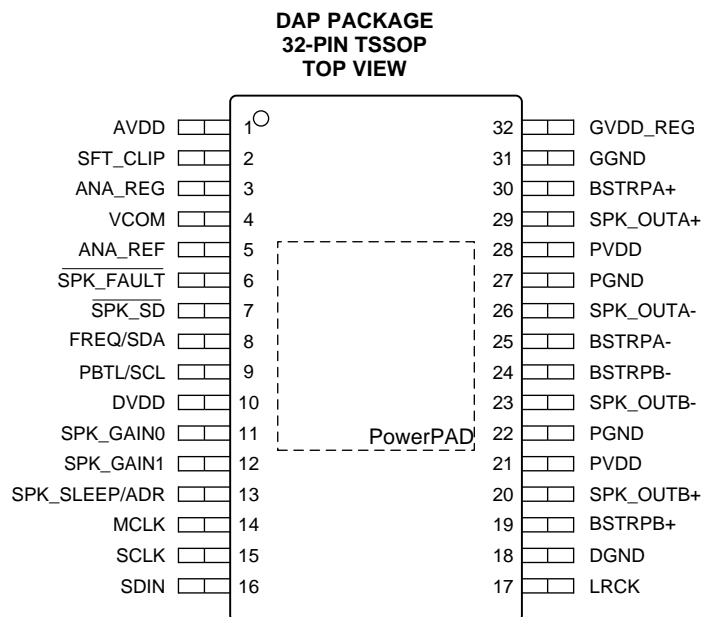 DAP PACKAGE
32-PIN TSSOP
TOP VIEW
AVDD 1 32 GVDD_REG
SFT_CLIP 2 31 GGND
ANA_REG 3 30 BSTRPA+
VCOM 4 29 SPK_OUTA+
ANA_REF 5 28 PVDD
SPK_FAULT 6 27 PGND
SPK_SD 7 26 SPK_OUTA-
FREQ/SDA 8 25 BSTRPA-
PBTL/SCL 9 24 BSTRPB-
DVDD 10 23 SPK_OUTB-
SPK_GAIN0 11 PowerPAD 22 PGND
SPK_GAIN1 12 21 PVDD
SPK_SLEEP/ADR 13 20 SPK_OUTB+
MCLK 14 19 BSTRPB+
SCLK 15 18 DGND
SDIN 16 17 LRCK